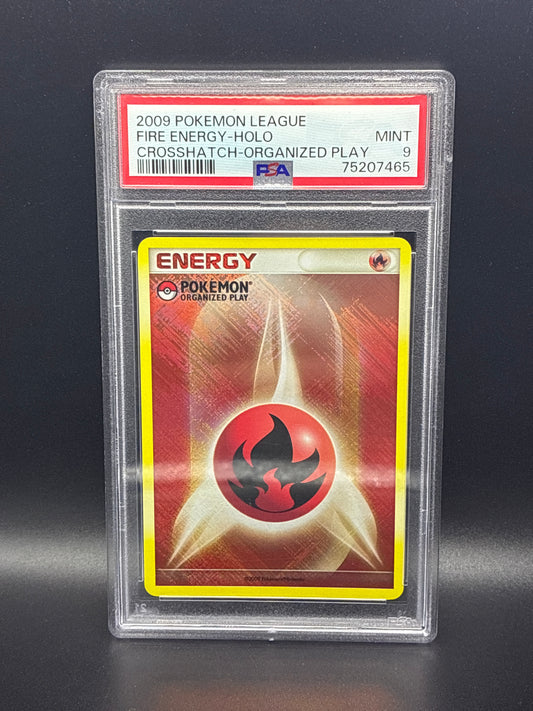 2009 POKEMON LEAGUE
FIRE ENERGY-HOLO MINT
CROSSHATCH-ORGANIZED PLAY 9
PSA 75207465
ENERGY
POKÉMON
ORGANIZED PLAY